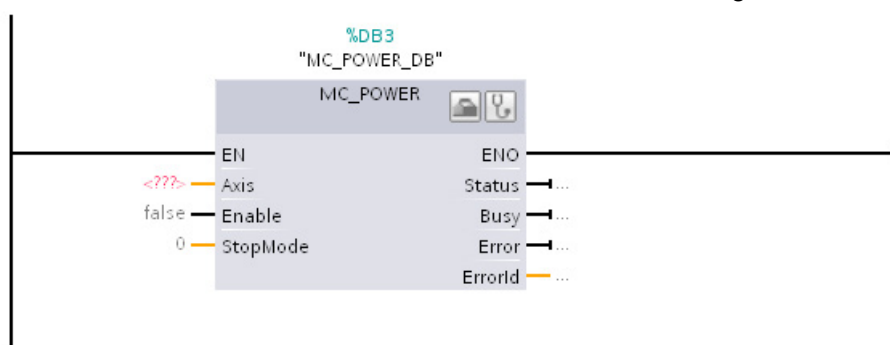 %DB3
"MC_POWER_DB"
MC_POWER
EN ENO
<???> Axis Status ...
false Enable Busy ...
0 StopMode Error ...
ErrorId ...